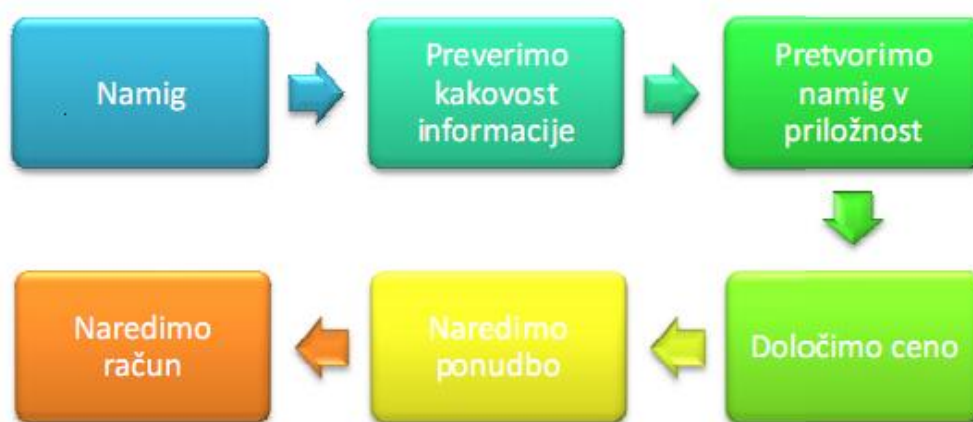 Namig
Preverimo
kakovost
informacije
Pretvorimo
namig v
priložnost
Določimo ceno
Naredimo
ponudbo
Naredimo
račun